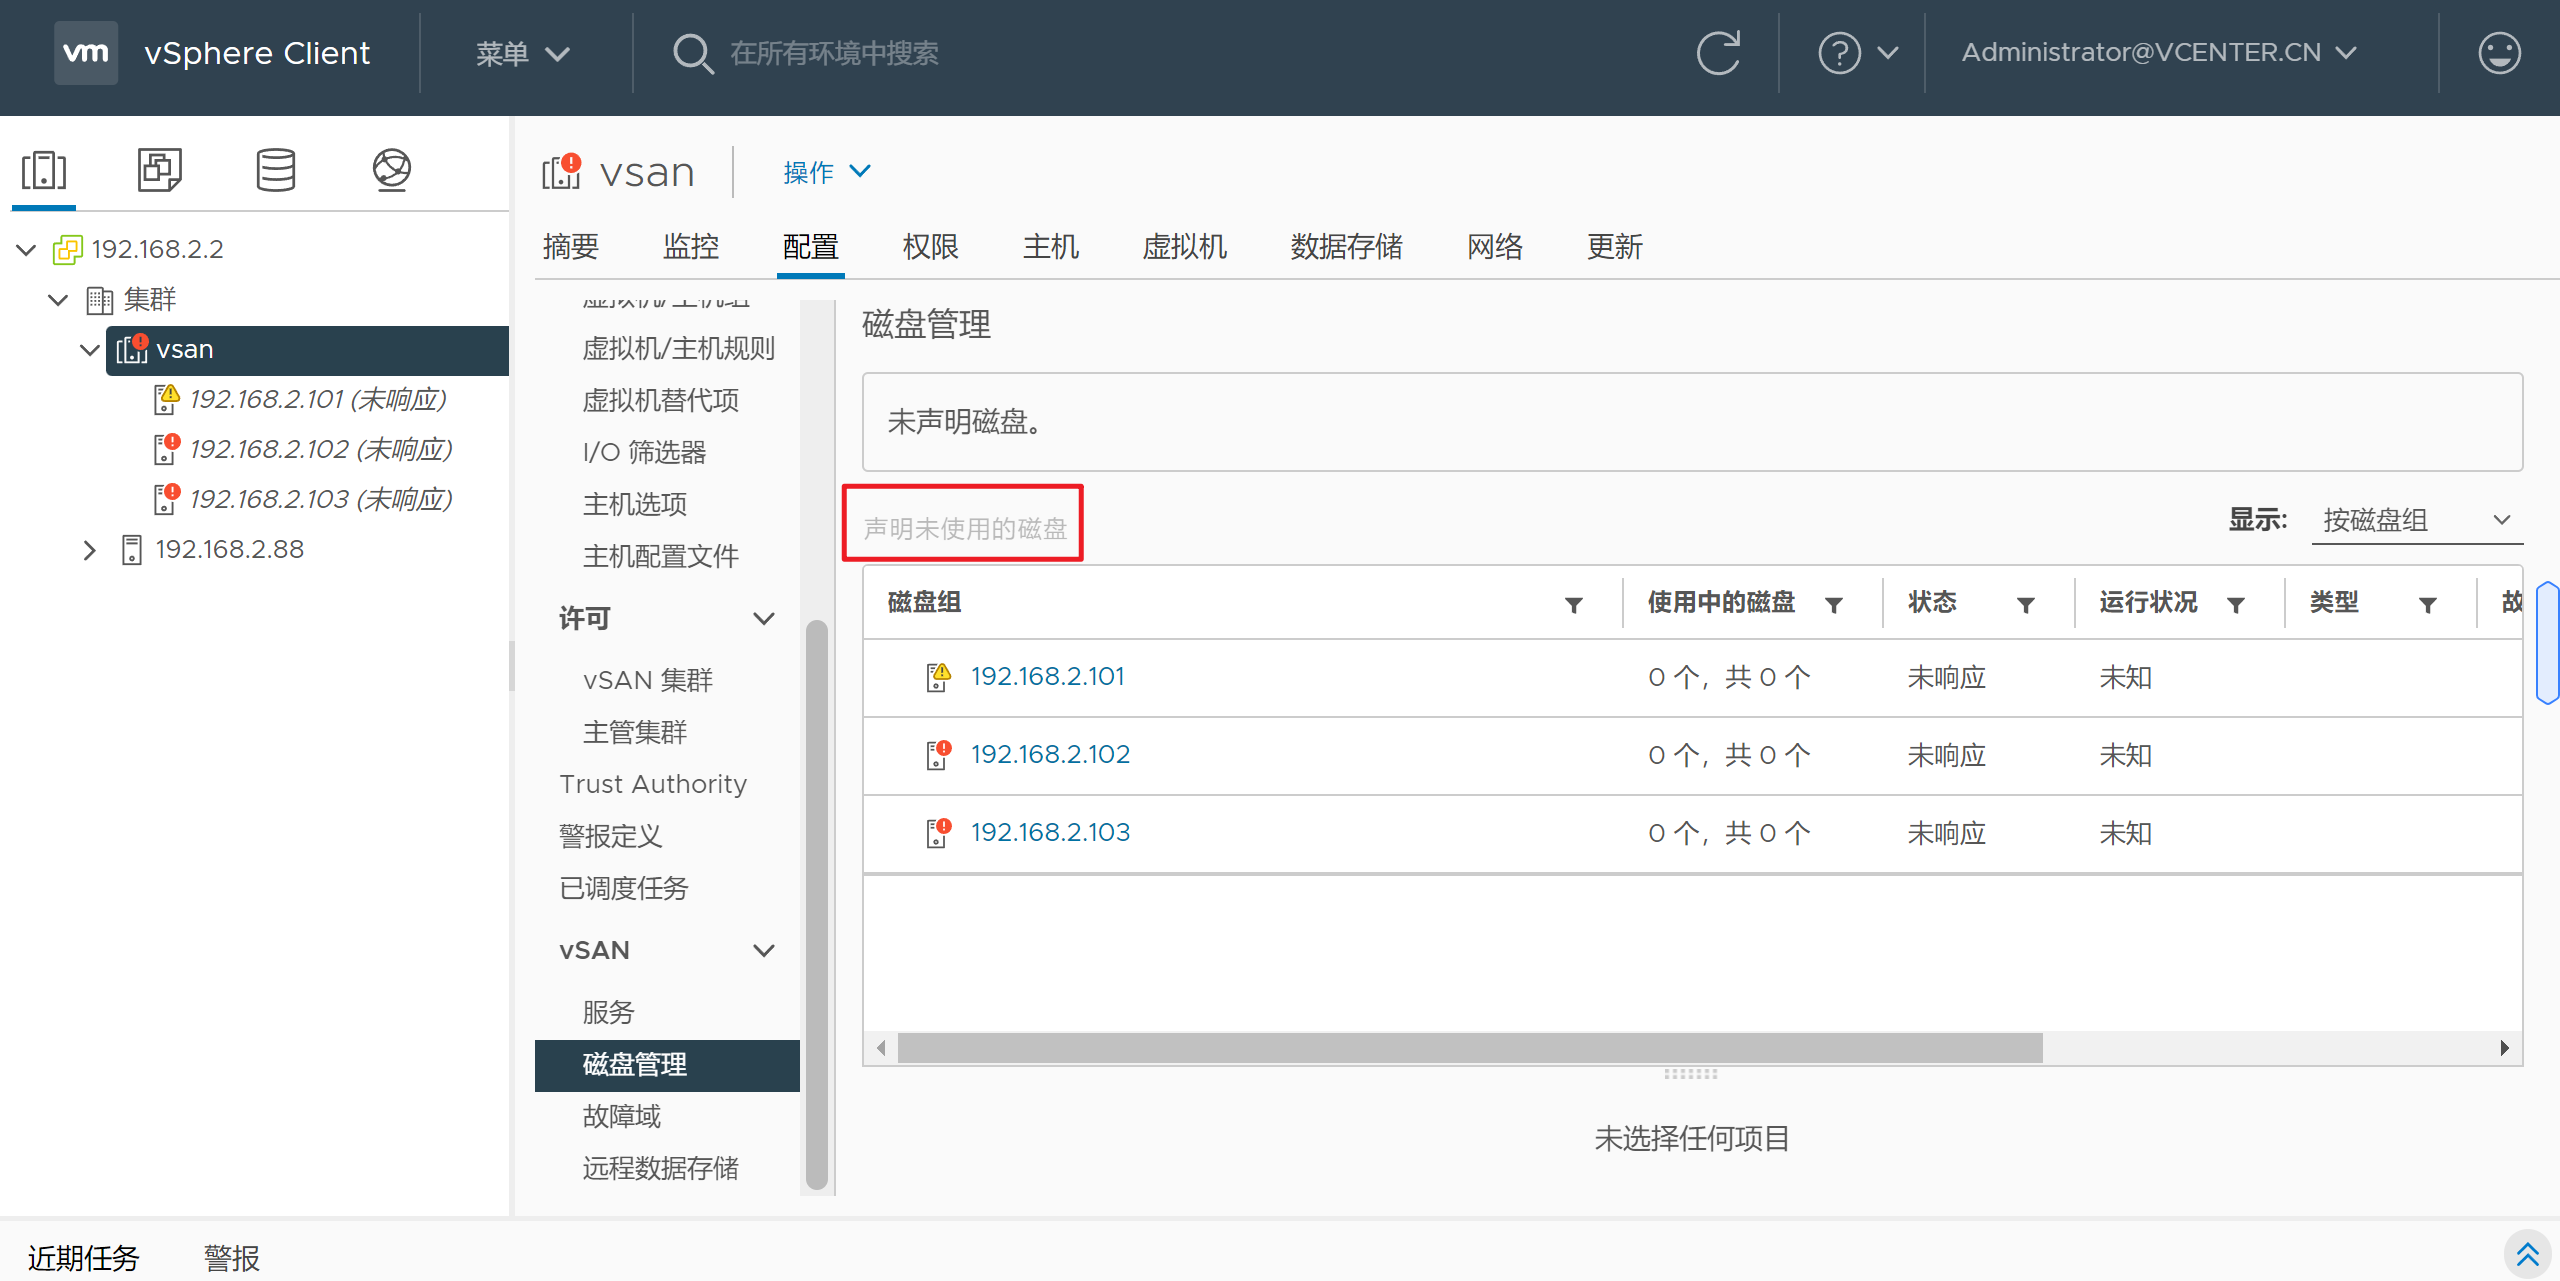 vm vSphere Client 菜单 在所有环境中搜索 Administrator@VCENTER.CN
192.168.2.2
集群
vsan
192.168.2.101 (未响应)
192.168.2.102 (未响应)
192.168.2.103 (未响应)
192.168.2.88
vsan 操作
摘要 监控 配置 权限 主机 虚拟机 数据存储 网络 更新
虚拟机/主机组
虚拟机/主机规则
虚拟机替代项
I/O 筛选器
主机选项
主机配置文件
许可
vSAN 集群
主管集群
Trust Authority
警报定义
已调度任务
vSAN
服务
磁盘管理
故障域
远程数据存储
磁盘管理
未声明磁盘。
声明未使用的磁盘 显示: 按磁盘组
磁盘组 使用中的磁盘 状态 运行状况 类型 故
192.168.2.101 0 个，共 0 个 未响应 未知
192.168.2.102 0 个，共 0 个 未响应 未知
192.168.2.103 0 个，共 0 个 未响应 未知
未选择任何项目
近期任务 警报